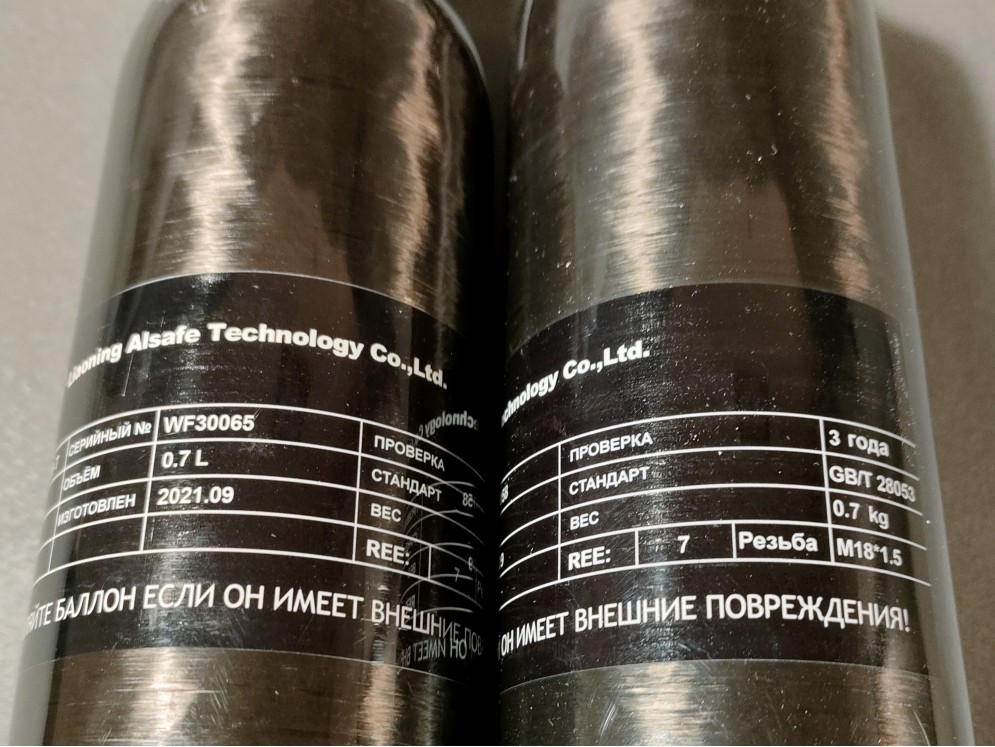 Liaoning Alsafe Technology Co.,Ltd.
СЕРИЙНЫЙ № WF30065 ПРОВЕРКА
ОБЪЁМ 0.7 L СТАНДАРТ
ИЗГОТОВЛЕН 2021.09 ВЕС
REE: 7
БАЛЛОН ЕСЛИ ОН ИМЕЕТ ВНЕШНИЕ
Co.,Ltd.
ПРОВЕРКА 3 года
СТАНДАРТ GB/T 28053
ВЕС 0.7 kg
REE: 7 Резьба M18*1.5
ОН ИМЕЕТ ВНЕШНИЕ ПОВРЕЖДЕНИЯ!